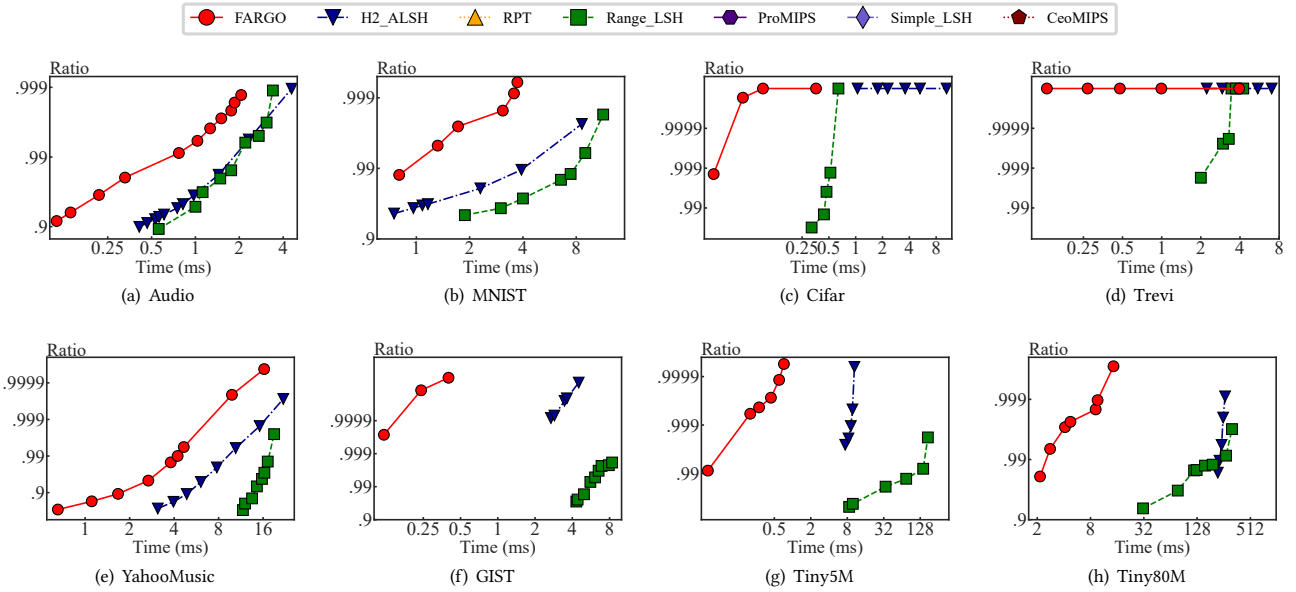 FARGO H2_ALSH RPT Range_LSH ProMIPS Simple_LSH CeoMIPS
Ratio Ratio Ratio Ratio
.999 .99 .9
.999 .99 .9
.9999 .999 .99
.9999 .999 .99
0.25 0.5 1 2 4
1 2 4 8
0.25 0.5 1 2 4 8
0.25 0.5 1 2 4 8
Time (ms) Time (ms) Time (ms) Time (ms)
(a) Audio (b) MNIST (c) Cifar (d) Trevi
Ratio Ratio Ratio Ratio
.9999 .999 .99 .9
.9999 .999 .99 .9
.9999 .999 .99
.999 .99 .9
1 2 4 8 16
0.25 0.5 1 2 4 8
0.5 2 8 32 128
2 8 32 128 512
Time (ms) Time (ms) Time (ms) Time (ms)
(e) YahooMusic (f) GIST (g) Tiny5M (h) Tiny80M